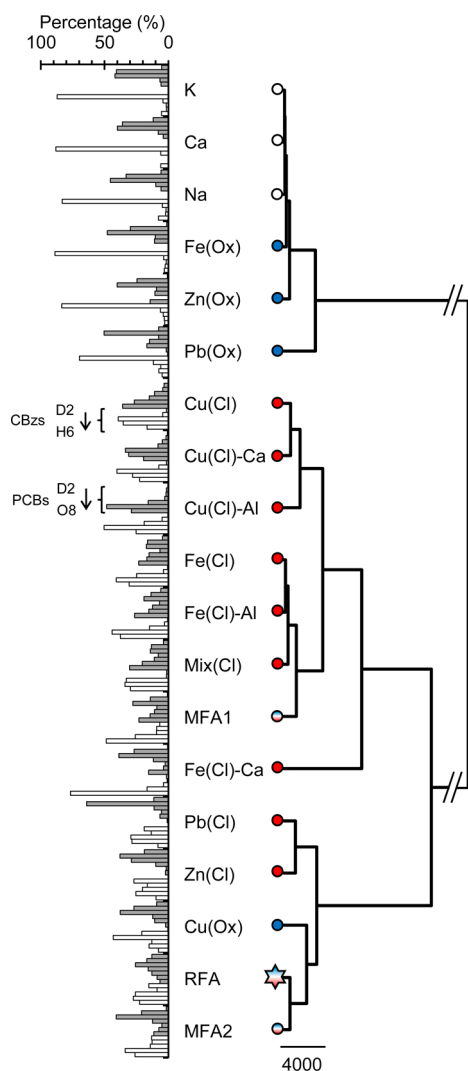 Percentage (%)
100 50 0
K
Ca
Na
Fe(Ox)
Zn(Ox)
Pb(Ox)
Cu(Cl)
CBzs D2 H6
Cu(Cl)-Ca
PCBs D2 O8
Cu(Cl)-Al
Fe(Cl)
Fe(Cl)-Al
Mix(Cl)
MFA1
Fe(Cl)-Ca
Pb(Cl)
Zn(Cl)
Cu(Ox)
RFA
MFA2
4000